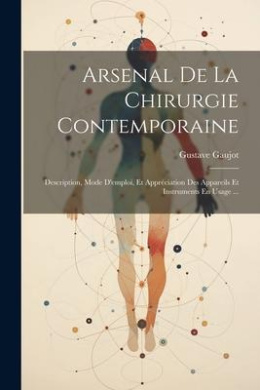 Arsenal De La
Chirurgie
Contemporaine
Gustave Gaujot
Description, Mode D'emploi, Et Appréciation Des Appareils Et
Instruments En Usage ...